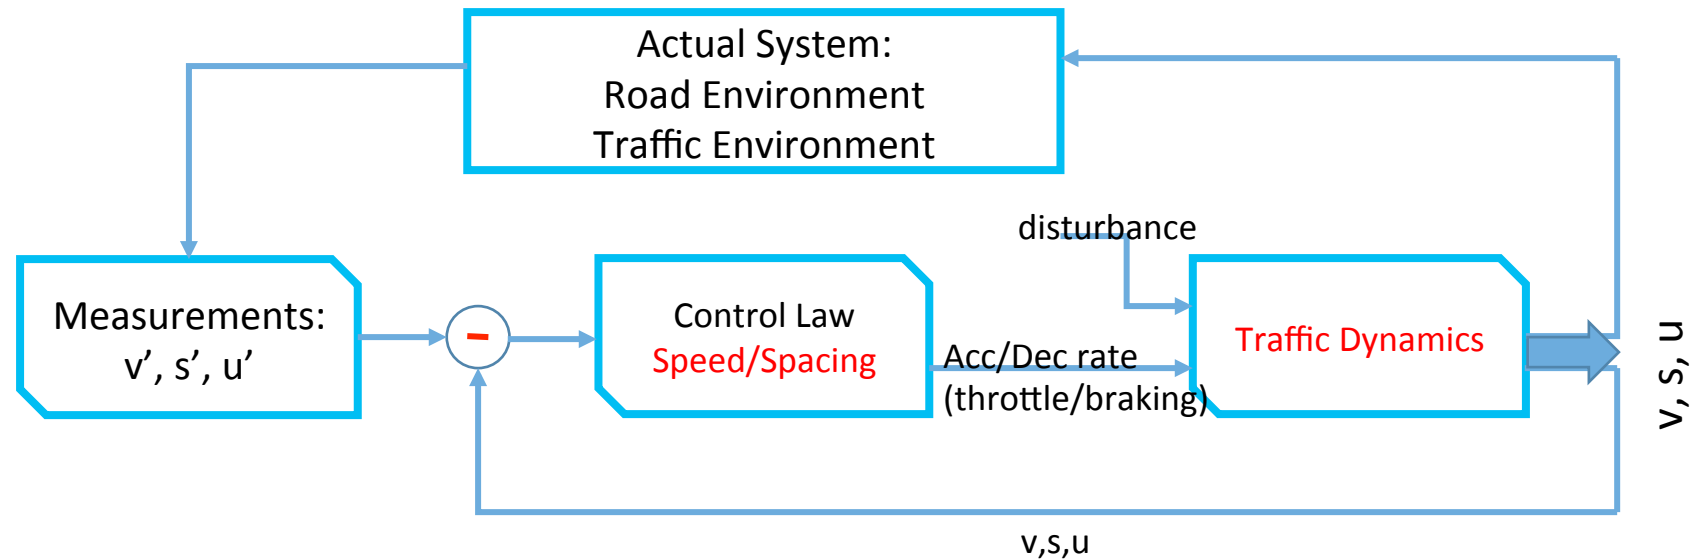 Actual System:
Road Environment
Traffic Environment
disturbance
Measurements:
v’, s’, u’
-
Control Law
Speed/Spacing
Acc/Dec rate
(throttle/braking)
Traffic Dynamics
v, s, u
v,s,u